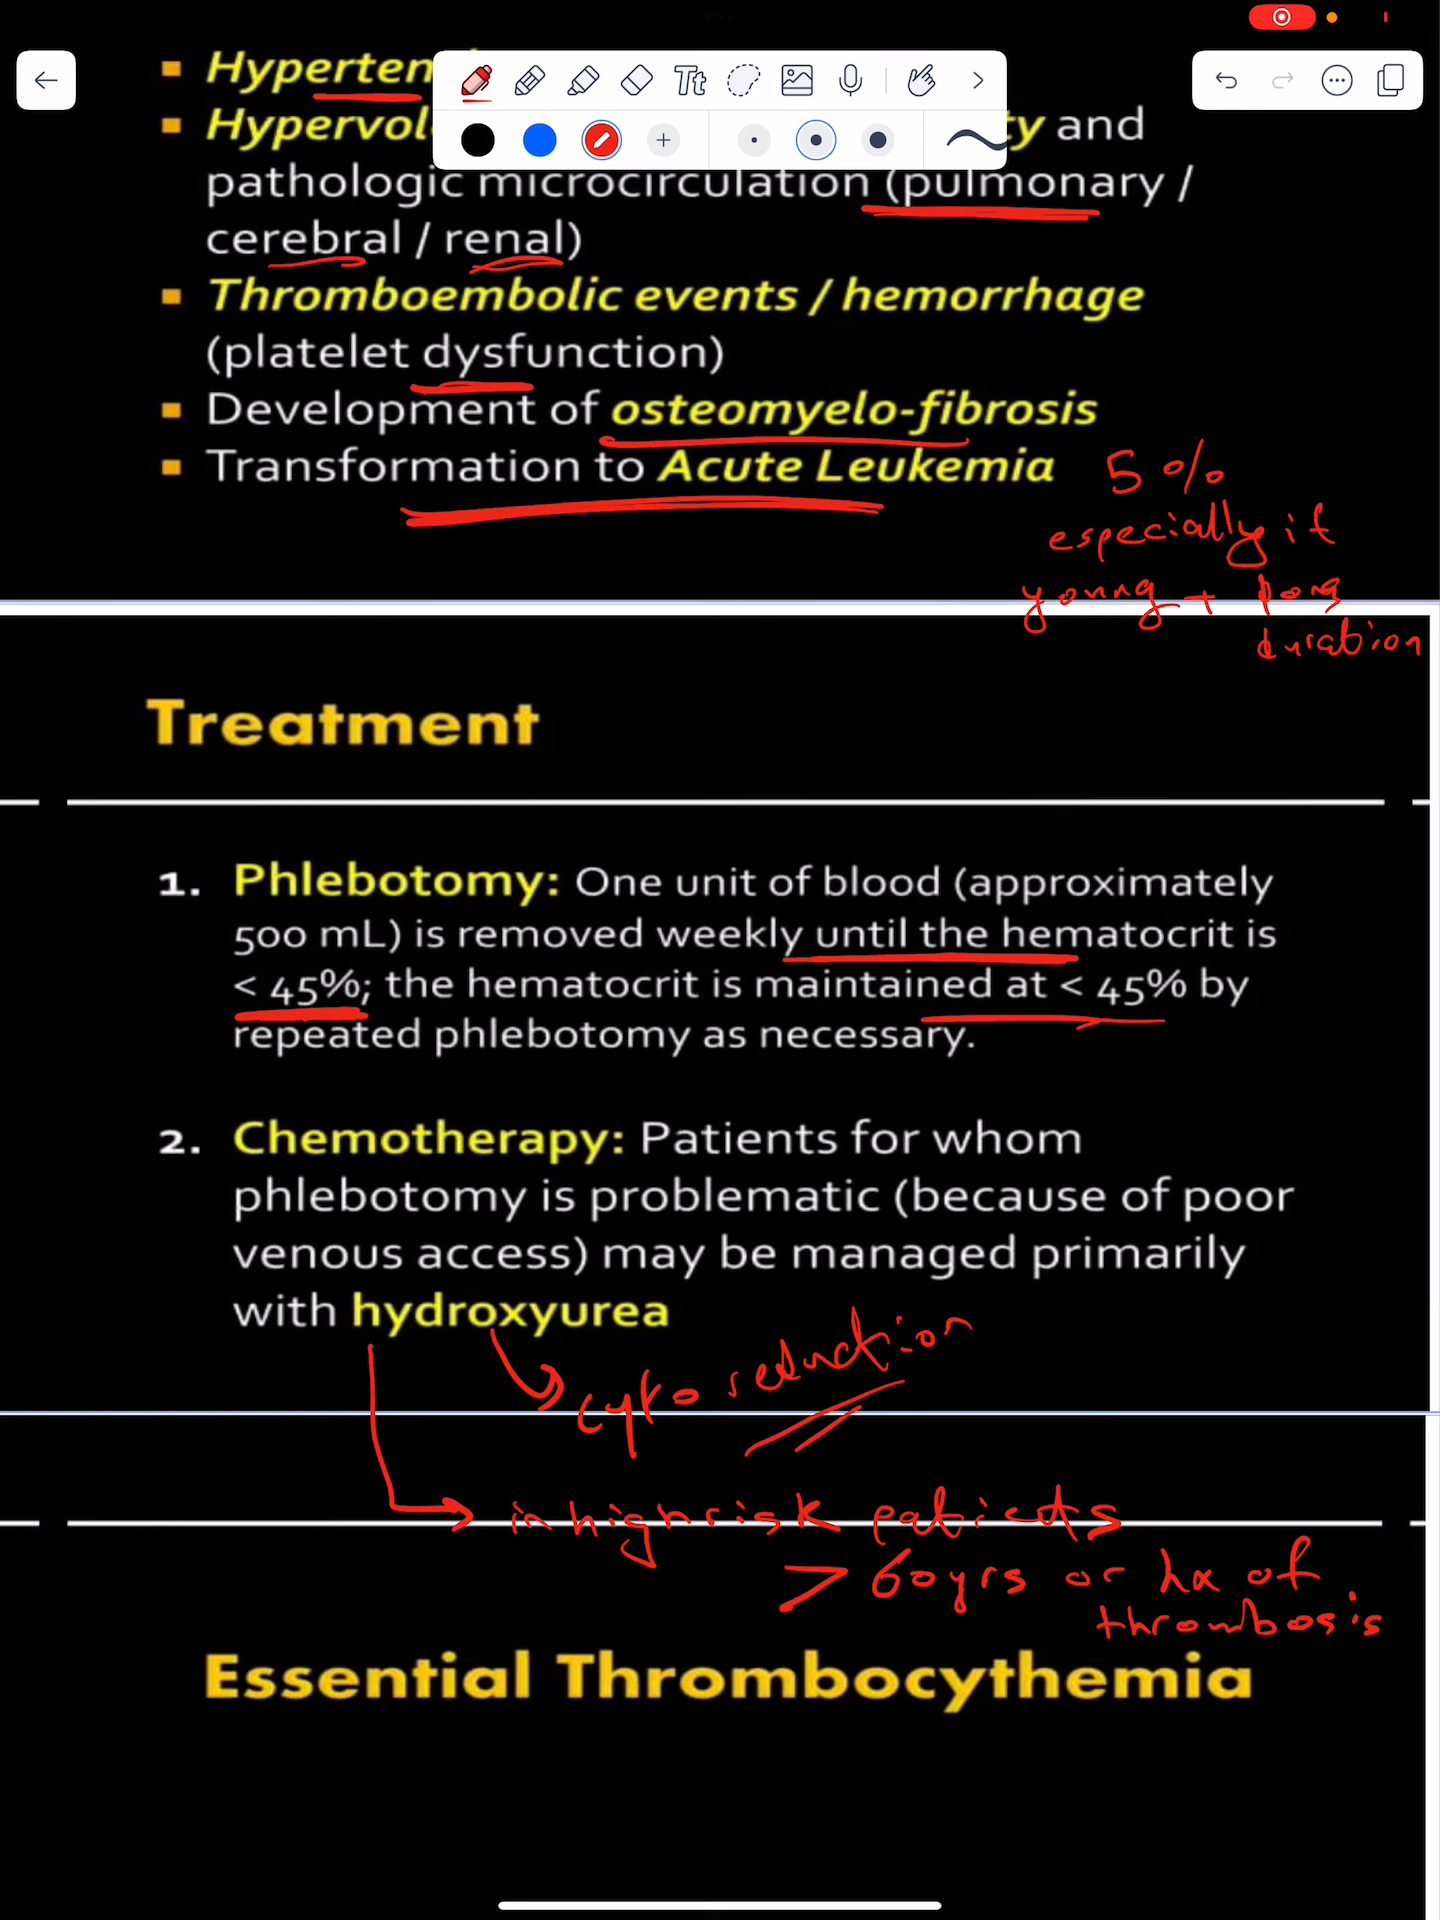 Hyperten
Hypervol ty and
pathologic microcirculation (pulmonary /
cerebral / renal)
Thromboembolic events / hemorrhage
(platelet dysfunction)
Development of osteomyelo-fibrosis
Transformation to Acute Leukemia
5 %
especially if
young + long
duration
Treatment
1. Phlebotomy: One unit of blood (approximately
500 mL) is removed weekly until the hematocrit is
< 45%; the hematocrit is maintained at < 45% by
repeated phlebotomy as necessary.
2. Chemotherapy: Patients for whom
phlebotomy is problematic (because of poor
venous access) may be managed primarily
with hydroxyurea
cyto reduction
in high risk patients
> 60 yrs or hx of
thrombosis
Essential Thrombocythemia